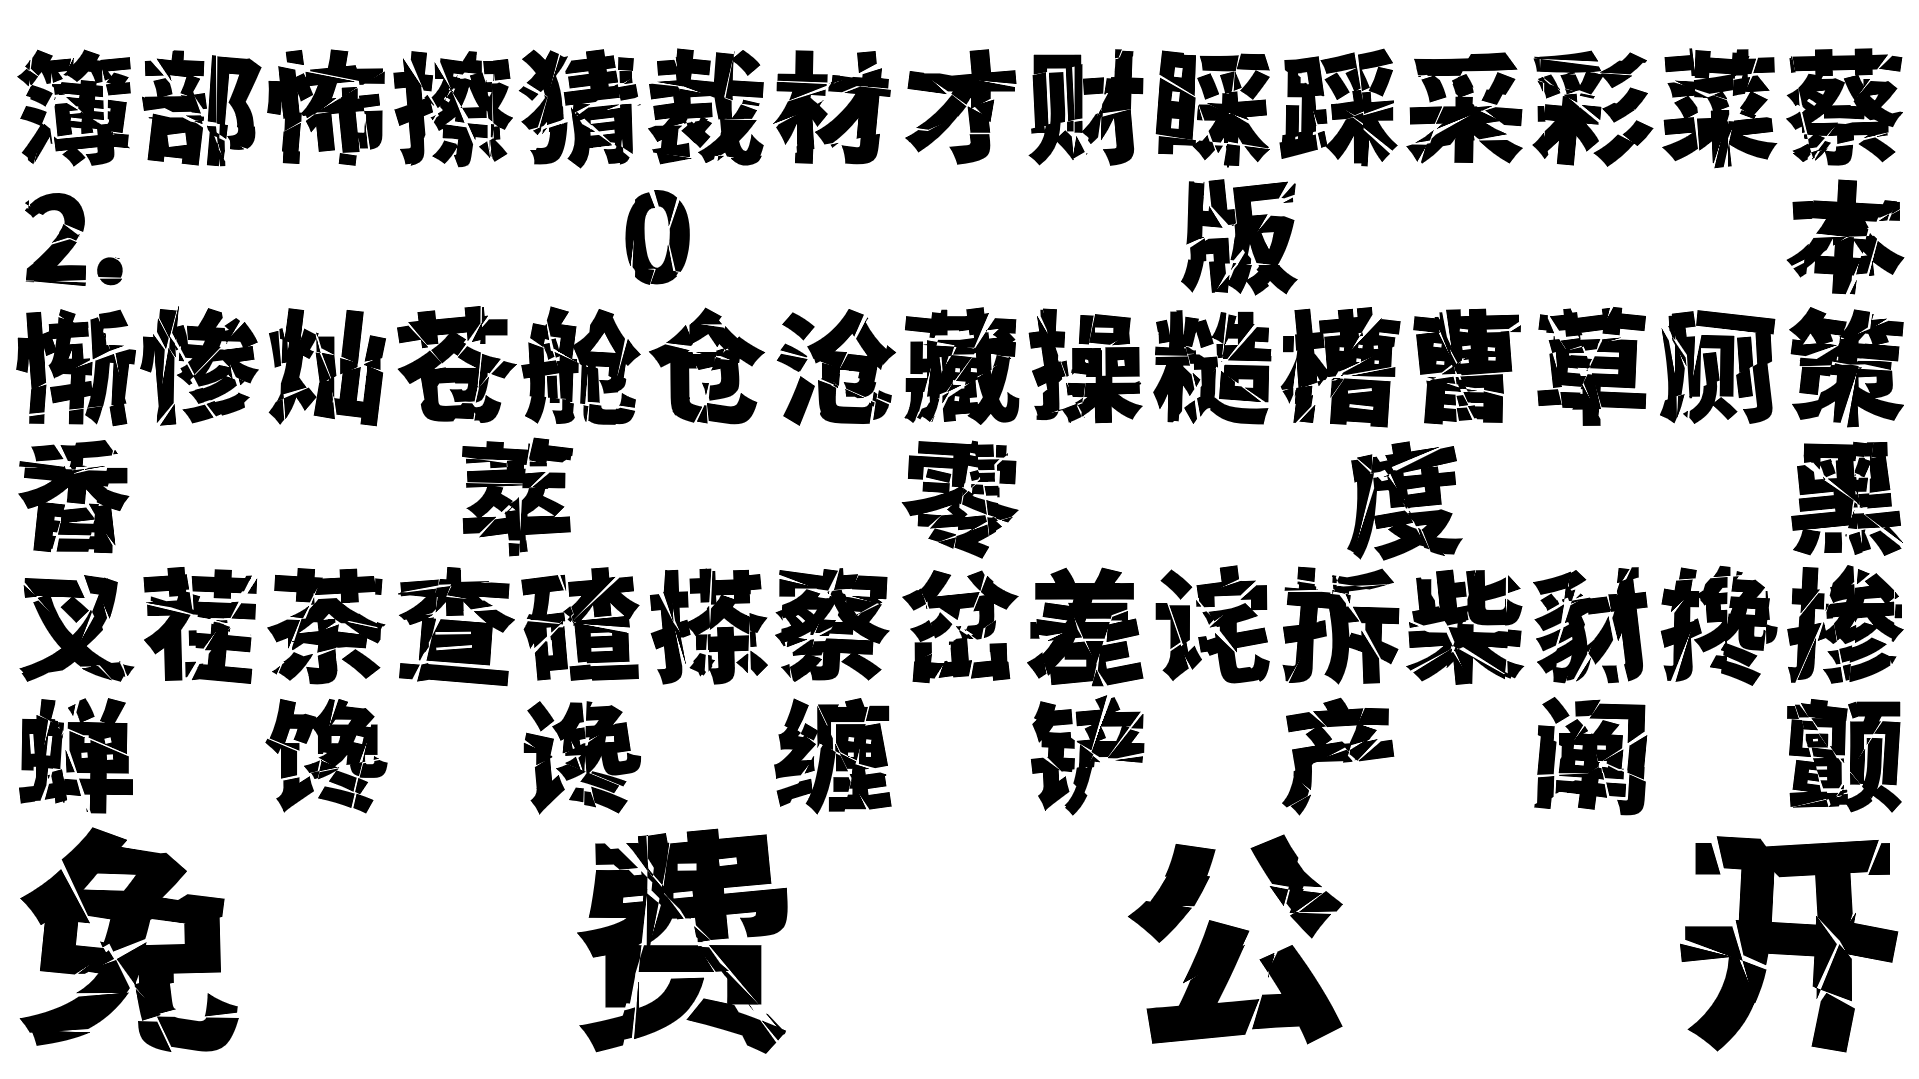 簿部怖擦猜裁材才财睬踩采彩菜蔡
2.0版本
惭惨灿苍舱仓沧藏操糙槽曹草厕策
香萃零度黑
叉茬茶查碴搽察岔差诧拆柴豺搀掺
蝉馋谗缠铲产阐颤
免费公开